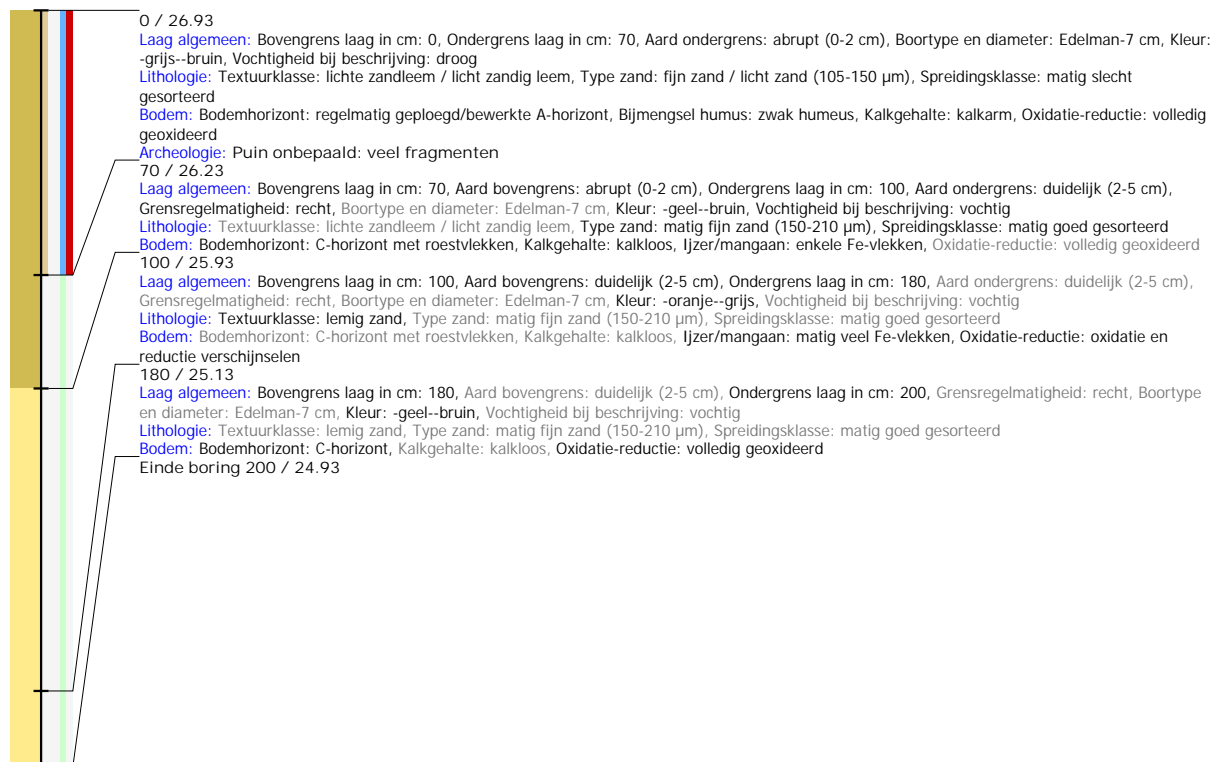 0 / 26.93
Laag algemeen: Bovengrens laag in cm: 0, Ondergrens laag in cm: 70, Aard ondergrens: abrupt (0-2 cm), Boortype en diameter: Edelman-7 cm, Kleur:
-grijs--bruin, Vochtigheid bij beschrijving: droog
Lithologie: Textuurklasse: lichte zandleem / licht zandig leem, Type zand: fijn zand / licht zand (105-150 µm), Spreidingsklasse: matig slecht
gesorteerd
Bodem: Bodemhorizont: regelmatig geploegd/bewerkte A-horizont, Bijmengsel humus: zwak humeus, Kalkgehalte: kalkarm, Oxidatie-reductie: volledig
geoxideerd
Archeologie: Puin onbepaald: veel fragmenten
70 / 26.23
Laag algemeen: Bovengrens laag in cm: 70, Aard bovengrens: abrupt (0-2 cm), Ondergrens laag in cm: 100, Aard ondergrens: duidelijk (2-5 cm),
Grensregelmatigheid: recht, Boortype en diameter: Edelman-7 cm, Kleur: -geel--bruin, Vochtigheid bij beschrijving: vochtig
Lithologie: Textuurklasse: lichte zandleem / licht zandig leem, Type zand: matig fijn zand (150-210 µm), Spreidingsklasse: matig goed gesorteerd
Bodem: Bodemhorizont: C-horizont met roestvlekken, Kalkgehalte: kalkloos, Ijzer/mangaan: enkele Fe-vlekken, Oxidatie-reductie: volledig geoxideerd
100 / 25.93
Laag algemeen: Bovengrens laag in cm: 100, Aard bovengrens: duidelijk (2-5 cm), Ondergrens laag in cm: 180, Aard ondergrens: duidelijk (2-5 cm),
Grensregelmatigheid: recht, Boortype en diameter: Edelman-7 cm, Kleur: -oranje--grijs, Vochtigheid bij beschrijving: vochtig
Lithologie: Textuurklasse: lemig zand, Type zand: matig fijn zand (150-210 µm), Spreidingsklasse: matig goed gesorteerd
Bodem: Bodemhorizont: C-horizont met roestvlekken, Kalkgehalte: kalkloos, Ijzer/mangaan: matig veel Fe-vlekken, Oxidatie-reductie: oxidatie en
reductie verschijnselen
180 / 25.13
Laag algemeen: Bovengrens laag in cm: 180, Aard bovengrens: duidelijk (2-5 cm), Ondergrens laag in cm: 200, Grensregelmatigheid: recht, Boortype
en diameter: Edelman-7 cm, Kleur: -geel--bruin, Vochtigheid bij beschrijving: vochtig
Lithologie: Textuurklasse: lemig zand, Type zand: matig fijn zand (150-210 µm), Spreidingsklasse: matig goed gesorteerd
Bodem: Bodemhorizont: C-horizont, Kalkgehalte: kalkloos, Oxidatie-reductie: volledig geoxideerd
Einde boring 200 / 24.93